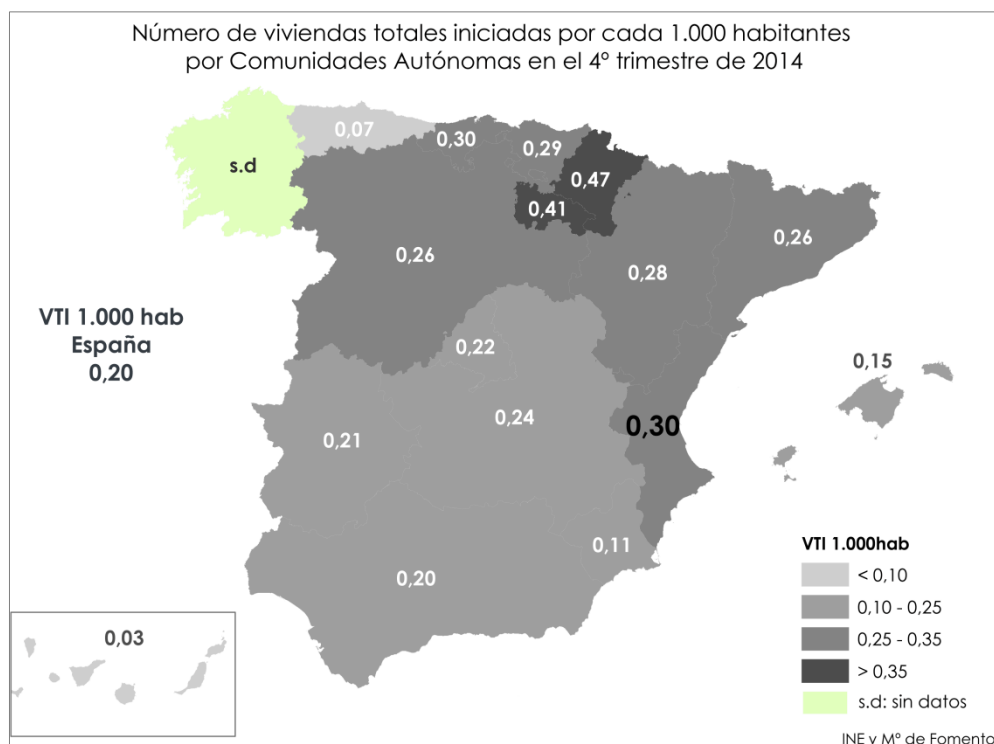 Número de viviendas totales iniciadas por cada 1.000 habitantes
por Comunidades Autónomas en el 4º trimestre de 2014
0,07
0,30
0,29
s.d
0,47
0,41
0,26
0,26
0,28
VTI 1.000 hab
España
0,20
0,22
0,15
0,24
0,30
0,21
0,11
0,20
VTI 1.000hab
< 0,10
0,10 - 0,25
0,25 - 0,35
> 0,35
s.d: sin datos
0,03
INE y Mº de Fomento